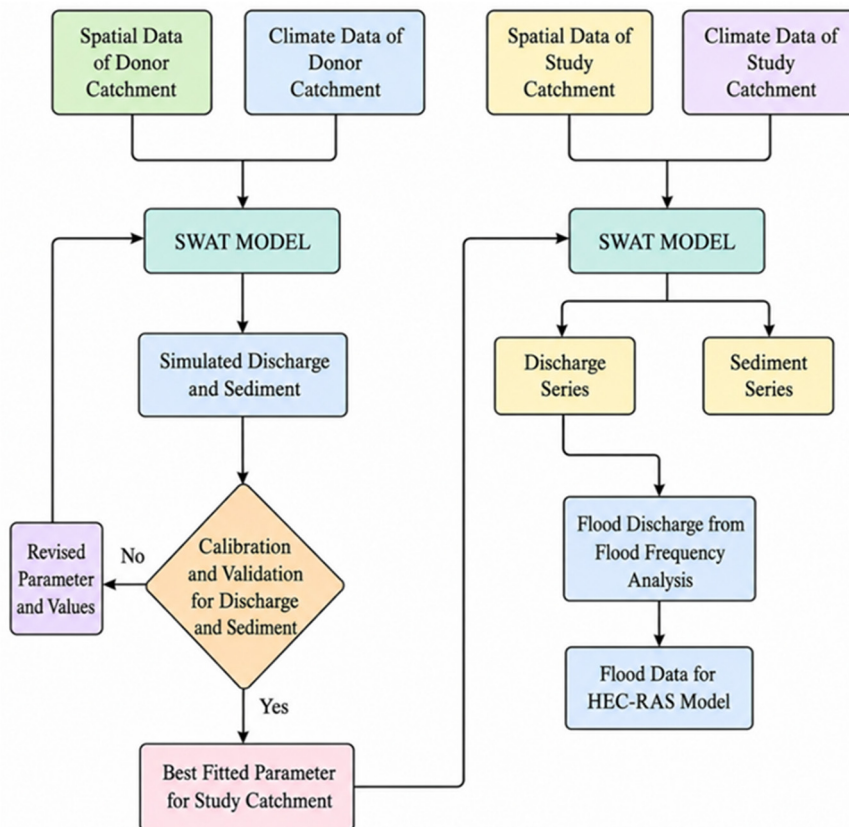 Spatial Data
of Donor
Catchment
Climate Data of
Donor
Catchment
Spatial Data of
Study
Catchment
Climate Data of
Study
Catchment
SWAT MODEL
SWAT MODEL
Simulated Discharge
and Sediment
Discharge
Series
Sediment
Series
Calibration
and Validation
for Discharge
and Sediment
No
Revised
Parameter
and Values
Yes
Flood Discharge from
Flood Frequency
Analysis
Flood Data for
HEC-RAS Model
Best Fitted Parameter
for Study Catchment